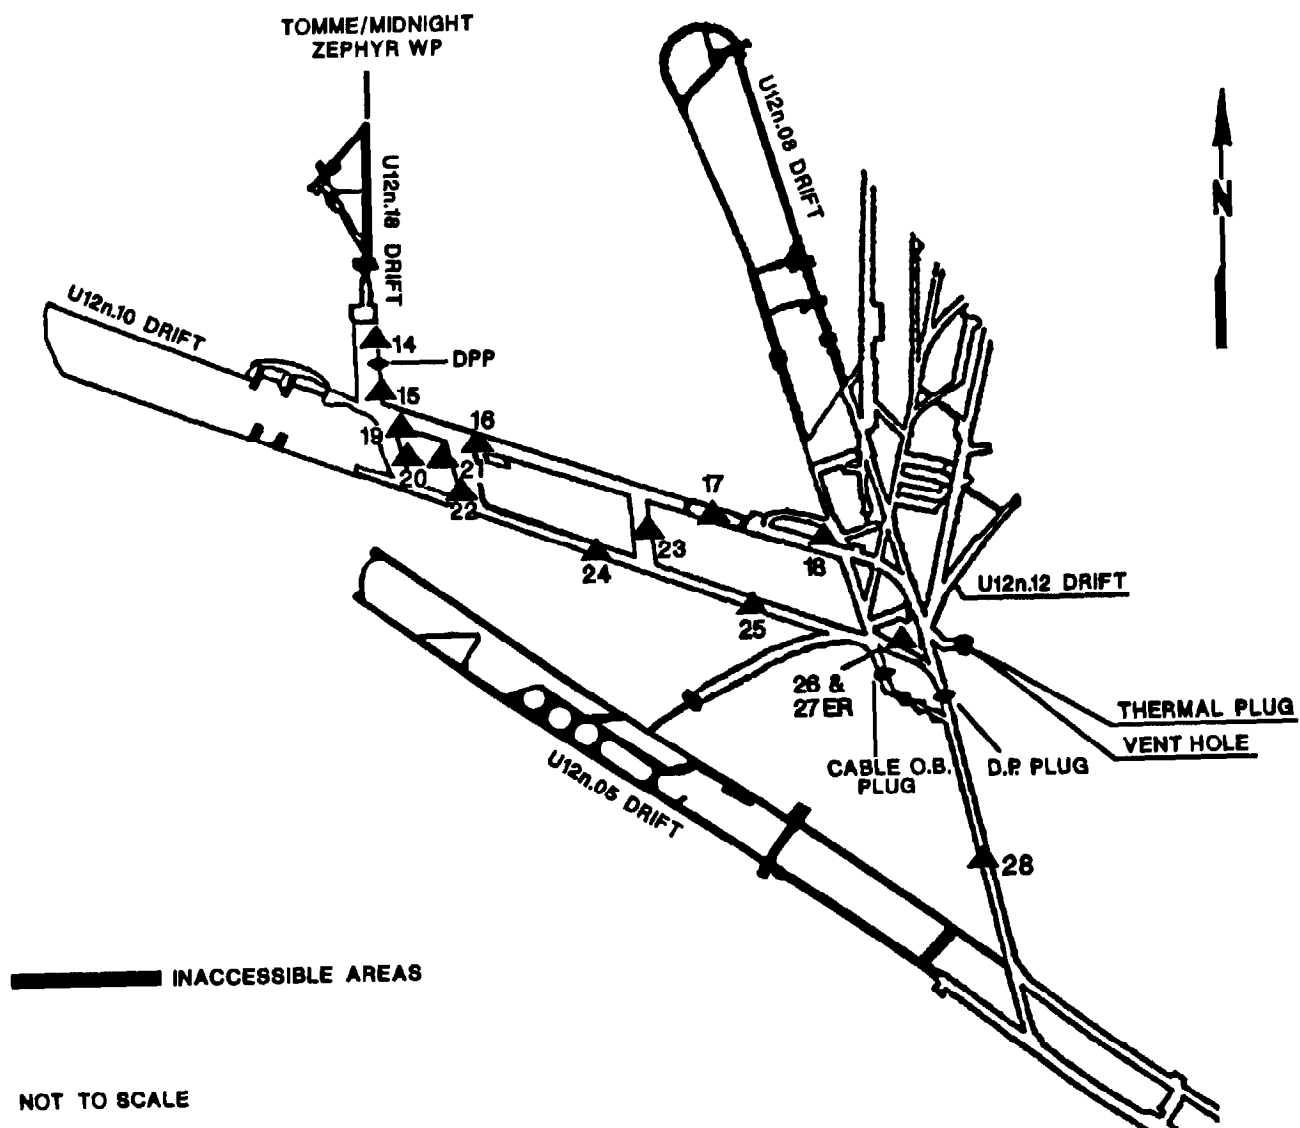 TOMME/MIDNIGHT
ZEPHYR WP
U12n.08 DRIFT
U12n.18 DRIFT
N
U12n.10 DRIFT
14
DPP
15
16
19
20
21
22
17
18
23
24
25
U12n.12 DRIFT
26 &
27 ER
THERMAL PLUG
VENT HOLE
CABLE O.B.
PLUG
D.P. PLUG
U12n.05 DRIFT
28
INACCESSIBLE AREAS
NOT TO SCALE